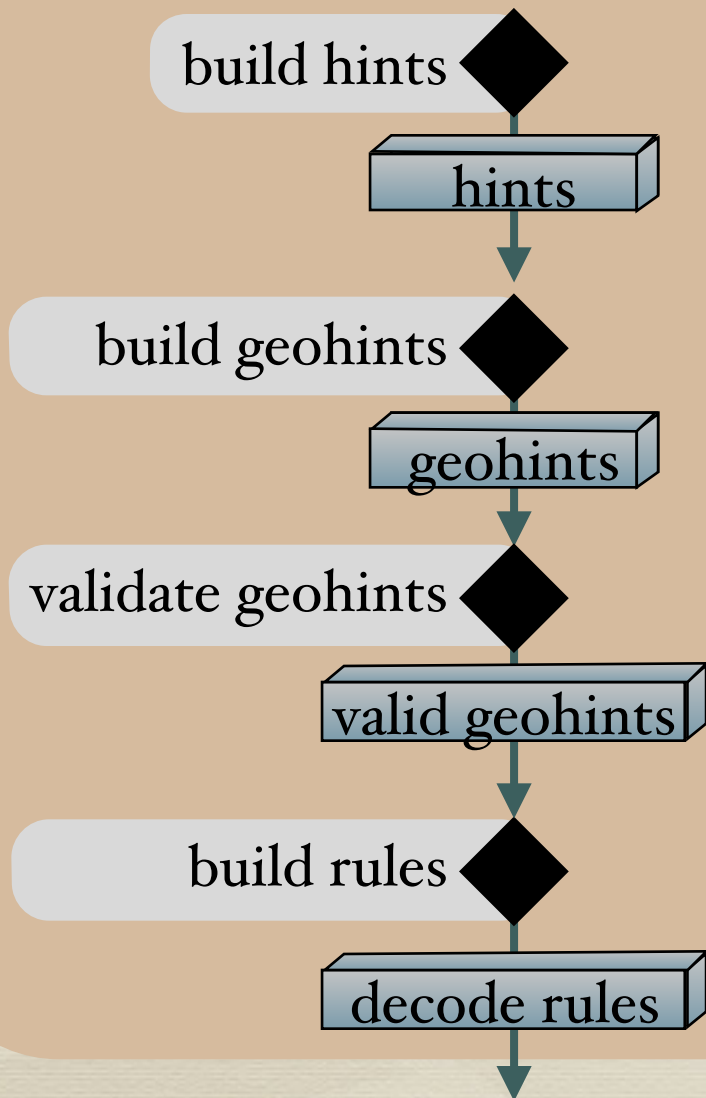 build hints
hints
build geohints
geohints
validate geohints
valid geohints
build rules
decode rules